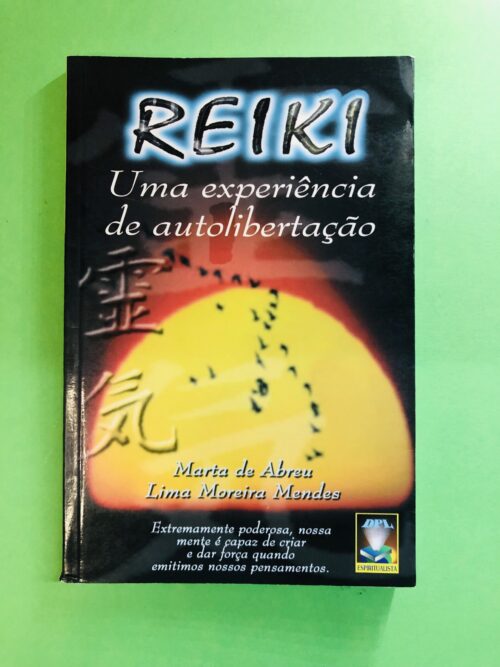 REIKI
Uma experiência
de autolibertação
靈
気
Marta de Abreu
Lima Moreira Mendes
Extremamente poderosa, nossa
mente é capaz de criar
e dar força quando
emitimos nossos pensamentos.
DPL
ESPIRITUALISTA